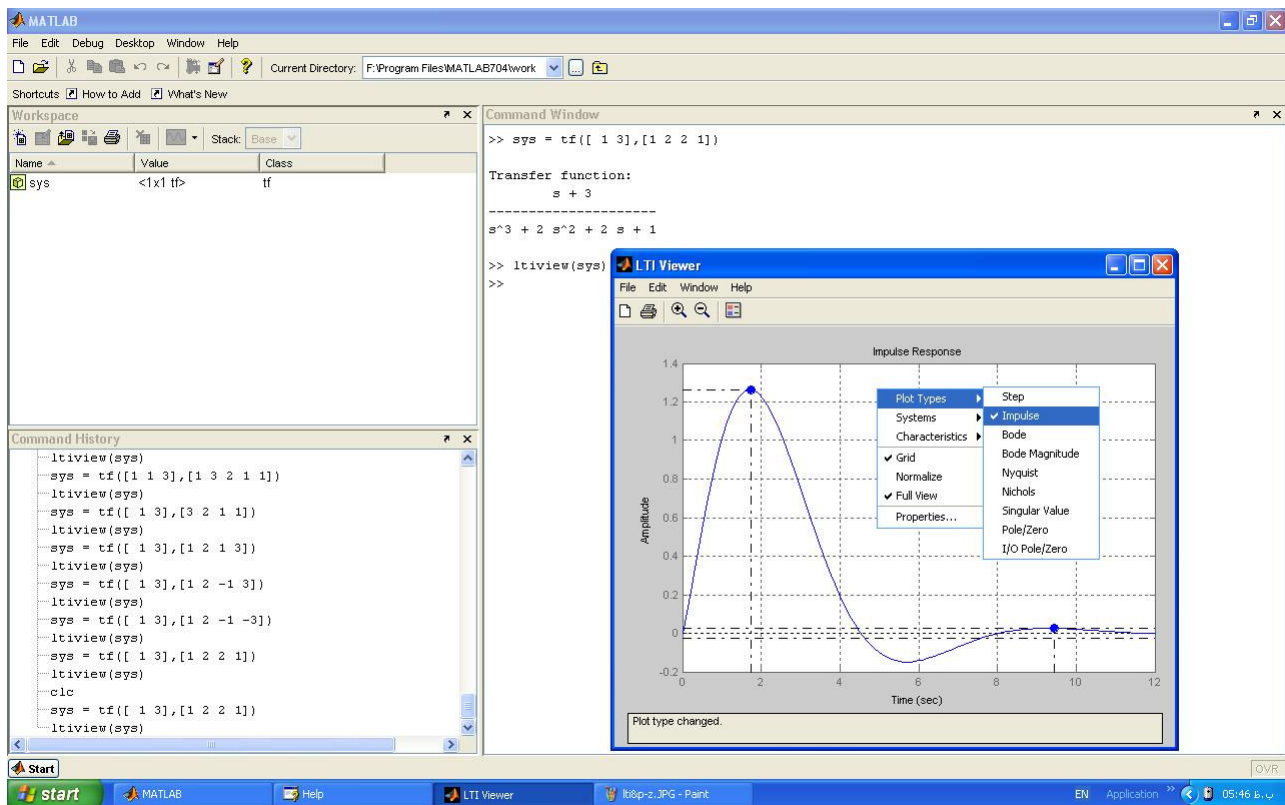 MATLAB
File Edit Debug Desktop Window Help
Current Directory: F:\Program Files\MATLAB704\work
Shortcuts How to Add What's New
Workspace
Stack: Base
Name Value Class
sys <1x1 tf> tf
Command History
ltiview(sys)
sys = tf([1 1 3],[1 3 2 1 1])
ltiview(sys)
sys = tf([ 1 3],[3 2 1 1])
ltiview(sys)
sys = tf([ 1 3],[1 2 1 3])
ltiview(sys)
sys = tf([ 1 3],[1 2 -1 3])
ltiview(sys)
sys = tf([ 1 3],[1 2 -1 -3])
ltiview(sys)
sys = tf([ 1 3],[1 2 2 1])
ltiview(sys)
clc
sys = tf([ 1 3],[1 2 2 1])
ltiview(sys)
Command Window
>> sys = tf([ 1 3],[1 2 2 1])
Transfer function:
s + 3
---------------------
s^3 + 2 s^2 + 2 s + 1
>> ltiview(sys)
>>
LTI Viewer
File Edit Window Help
Impulse Response
1.4
1.2
1
0.8
0.6
0.4
0.2
0
-0.2
Amplitude
0 2 4 6 8 10 12
Time (sec)
Plot Types
Systems
Characteristics
Grid
Normalize
Full View
Properties...
Step
Impulse
Bode
Bode Magnitude
Nyquist
Nichols
Singular Value
Pole/Zero
I/O Pole/Zero
Plot type changed.
Start
OVR
start
MATLAB
Help
LTI Viewer
lti&p-z.JPG - Paint
EN
Application
05:46 ب.ظ